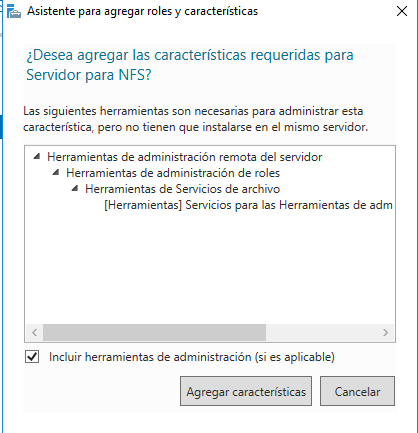 Asistente para agregar roles y características
¿Desea agregar las características requeridas para
Servidor para NFS?
Las siguientes herramientas son necesarias para administrar esta
característica, pero no tienen que instalarse en el mismo servidor.
Herramientas de administración remota del servidor
Herramientas de administración de roles
Herramientas de Servicios de archivo
[Herramientas] Servicios para las Herramientas de adm
Incluir herramientas de administración (si es aplicable)
Agregar características
Cancelar